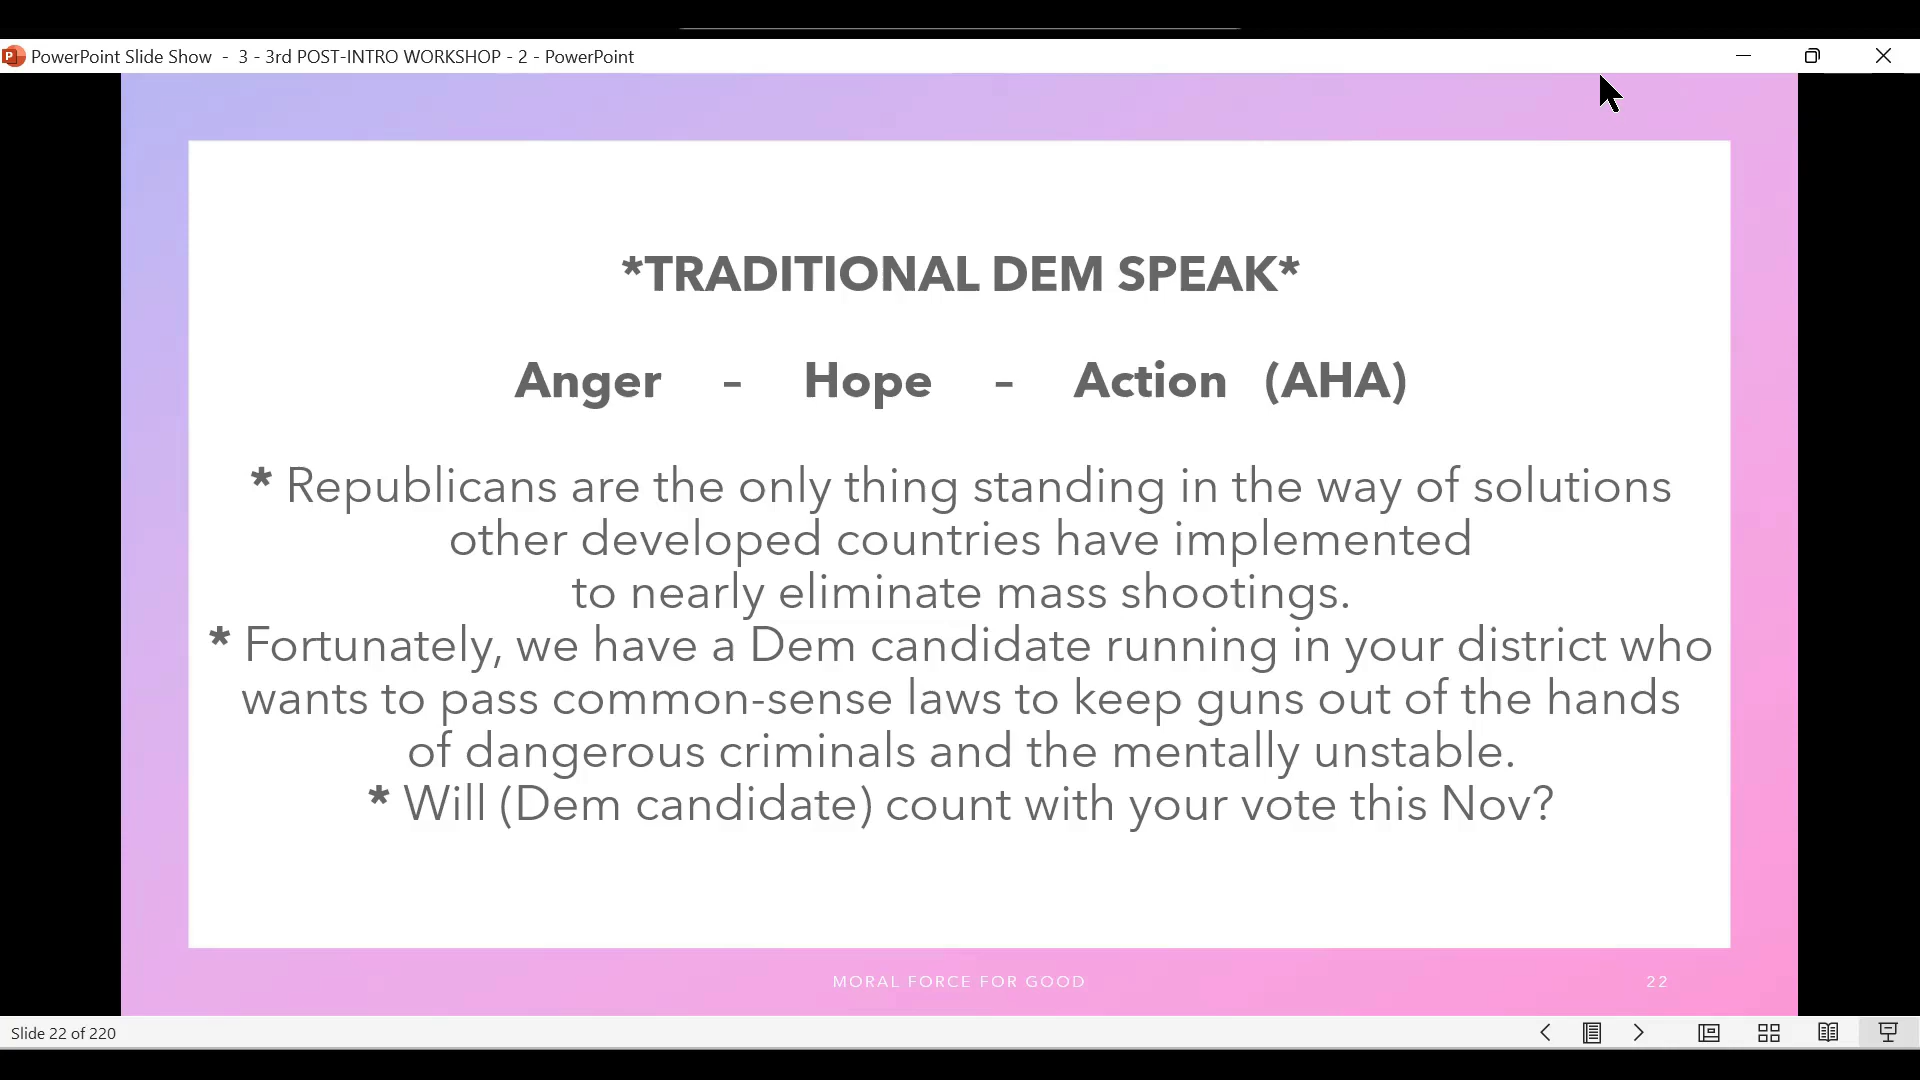 PowerPoint Slide Show - 3 - 3rd POST-INTRO WORKSHOP - 2 - PowerPoint
*TRADITIONAL DEM SPEAK*
Anger – Hope – Action (AHA)
* Republicans are the only thing standing in the way of solutions
other developed countries have implemented
to nearly eliminate mass shootings.
* Fortunately, we have a Dem candidate running in your district who
wants to pass common-sense laws to keep guns out of the hands
of dangerous criminals and the mentally unstable.
* Will (Dem candidate) count with your vote this Nov?
MORAL FORCE FOR GOOD
22
Slide 22 of 220